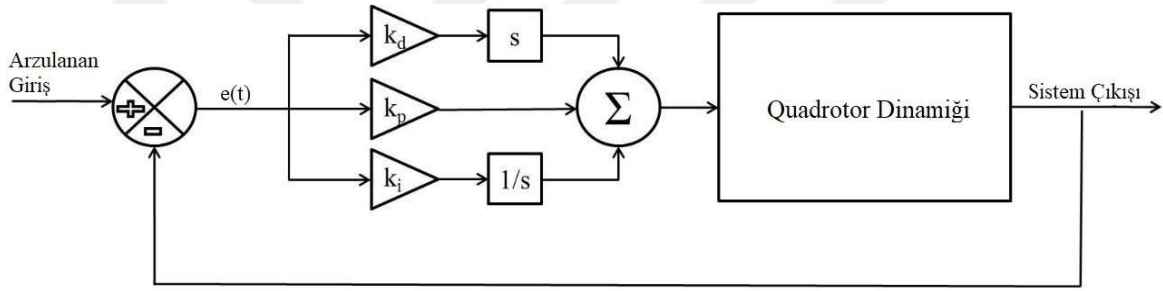 Arzulanan
Giriş
e(t)
k_d
s
k_p
Σ
k_i
1/s
Quadrotor Dinamiği
Sistem Çıkışı